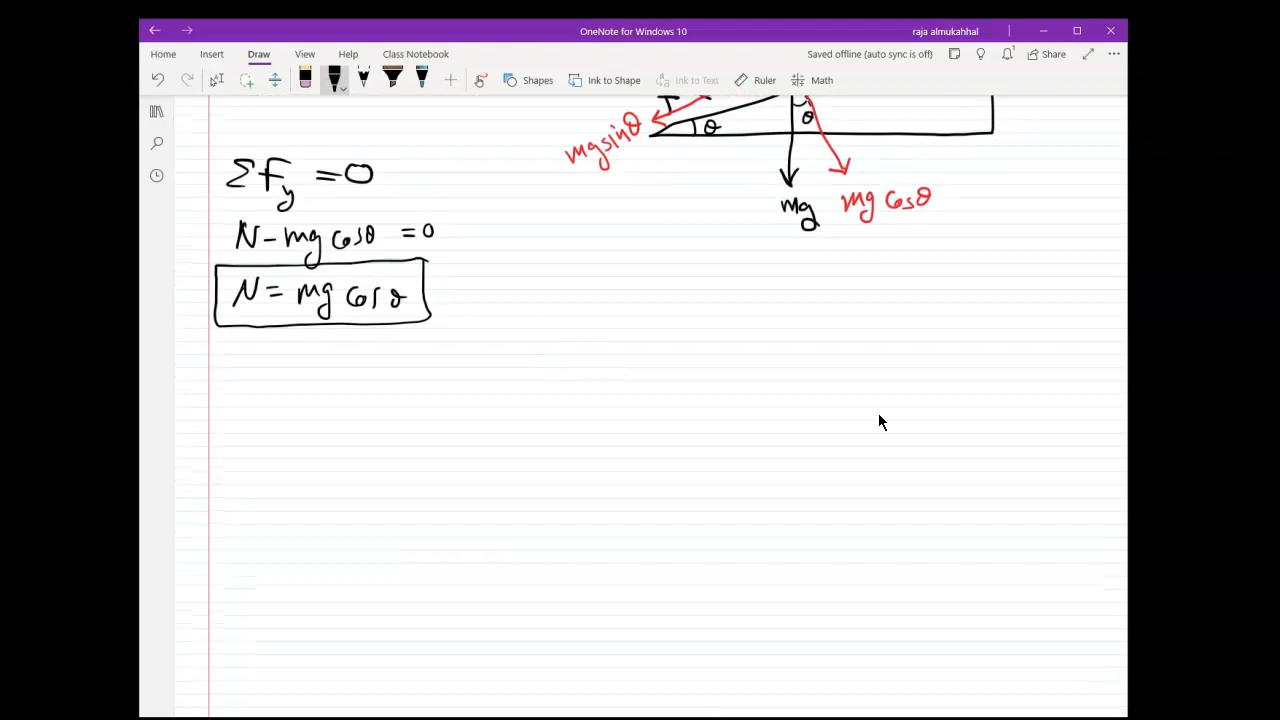 OneNote for Windows 10
raja almukahhal
Home Insert Draw View Help Class Notebook
Saved offline (auto sync is off)
Share
Shapes Ink to Shape Ink to Text Ruler Math
mg sinθ
θ
θ
mg
mg cosθ
ΣFy = 0
N - mg cosθ = 0
N = mg cosθ